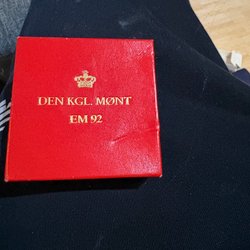 DEN KGL. MØNT
EM 92